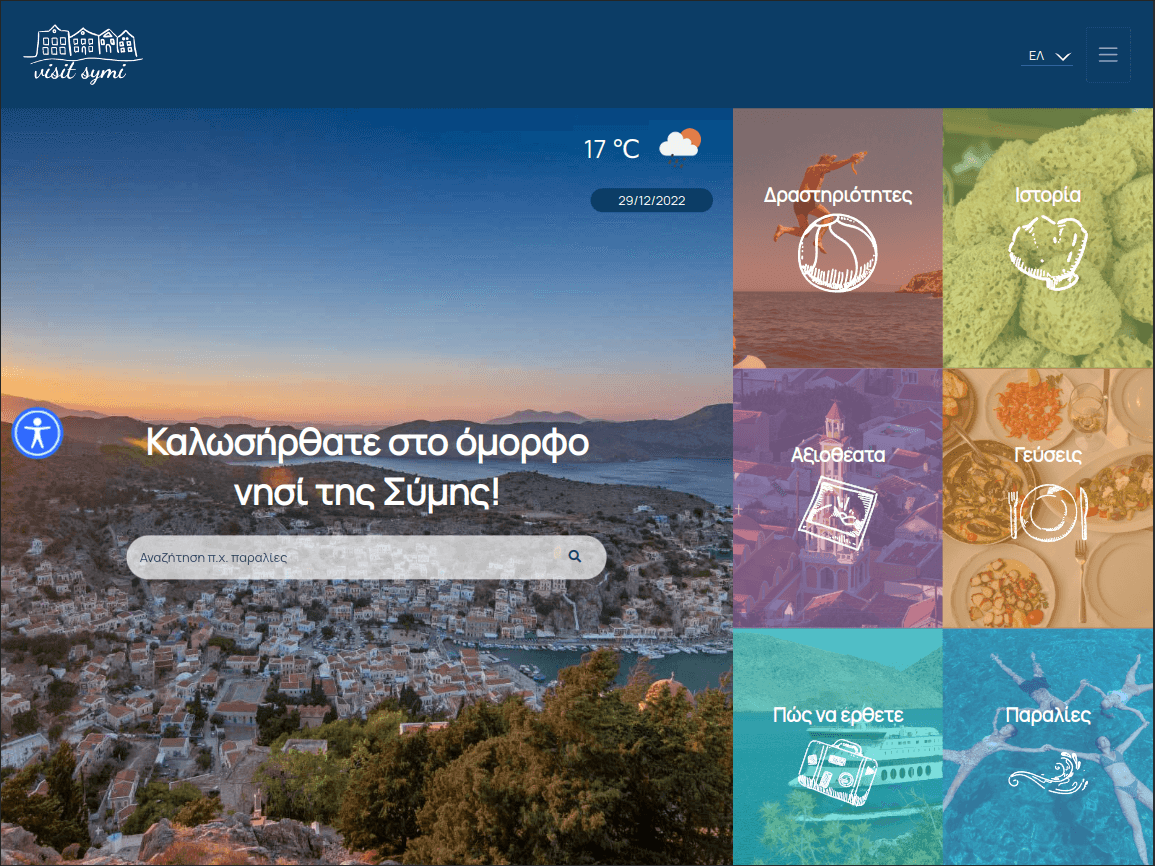 visit symi
ΕΛ
17 °C
29/12/2022
Καλωσήρθατε στο όμορφο
νησί της Σύμης!
Αναζήτηση π.χ. παραλίες
Δραστηριότητες
Ιστορία
Αξιοθέατα
Γεύσεις
Πώς να έρθετε
Παραλίες